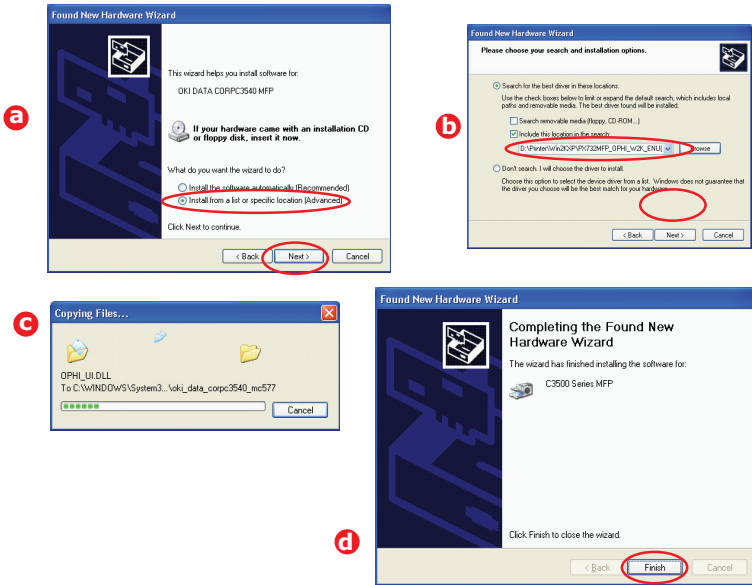 a
Found New Hardware Wizard
This wizard helps you install software for:
OKI DATA CORPC3540 MFP
If your hardware came with an installation CD
or floppy disk, insert it now.
What do you want the wizard to do?
Install the software automatically (Recommended)
Install from a list or specific location (Advanced)
Click Next to continue.
< Back
Next >
Cancel
b
Found New Hardware Wizard
Please choose your search and installation options.
Search for the best driver in these locations.
Use the check boxes below to limit or expand the default search, which includes local
paths and removable media. The best driver found will be installed.
Search removable media (floppy, CD-ROM...)
Include this location in the search:
D:\Printer\Win2KXP\PX732MFP_OPHI_W2K_ENU(
Browse
Don't search. I will choose the driver to install.
Choose this option to select the device driver from a list. Windows does not guarantee that
the driver you choose will be the best match for your hardware.
< Back
Next >
Cancel
c
Copying Files...
OPHI_UI.DLL
To C:\WINDOWS\System3...\oki_data_corpc3540_mc577
Cancel
d
Found New Hardware Wizard
Completing the Found New
Hardware Wizard
The wizard has finished installing the software for:
C3500 Series MFP
Click Finish to close the wizard.
< Back
Finish
Cancel